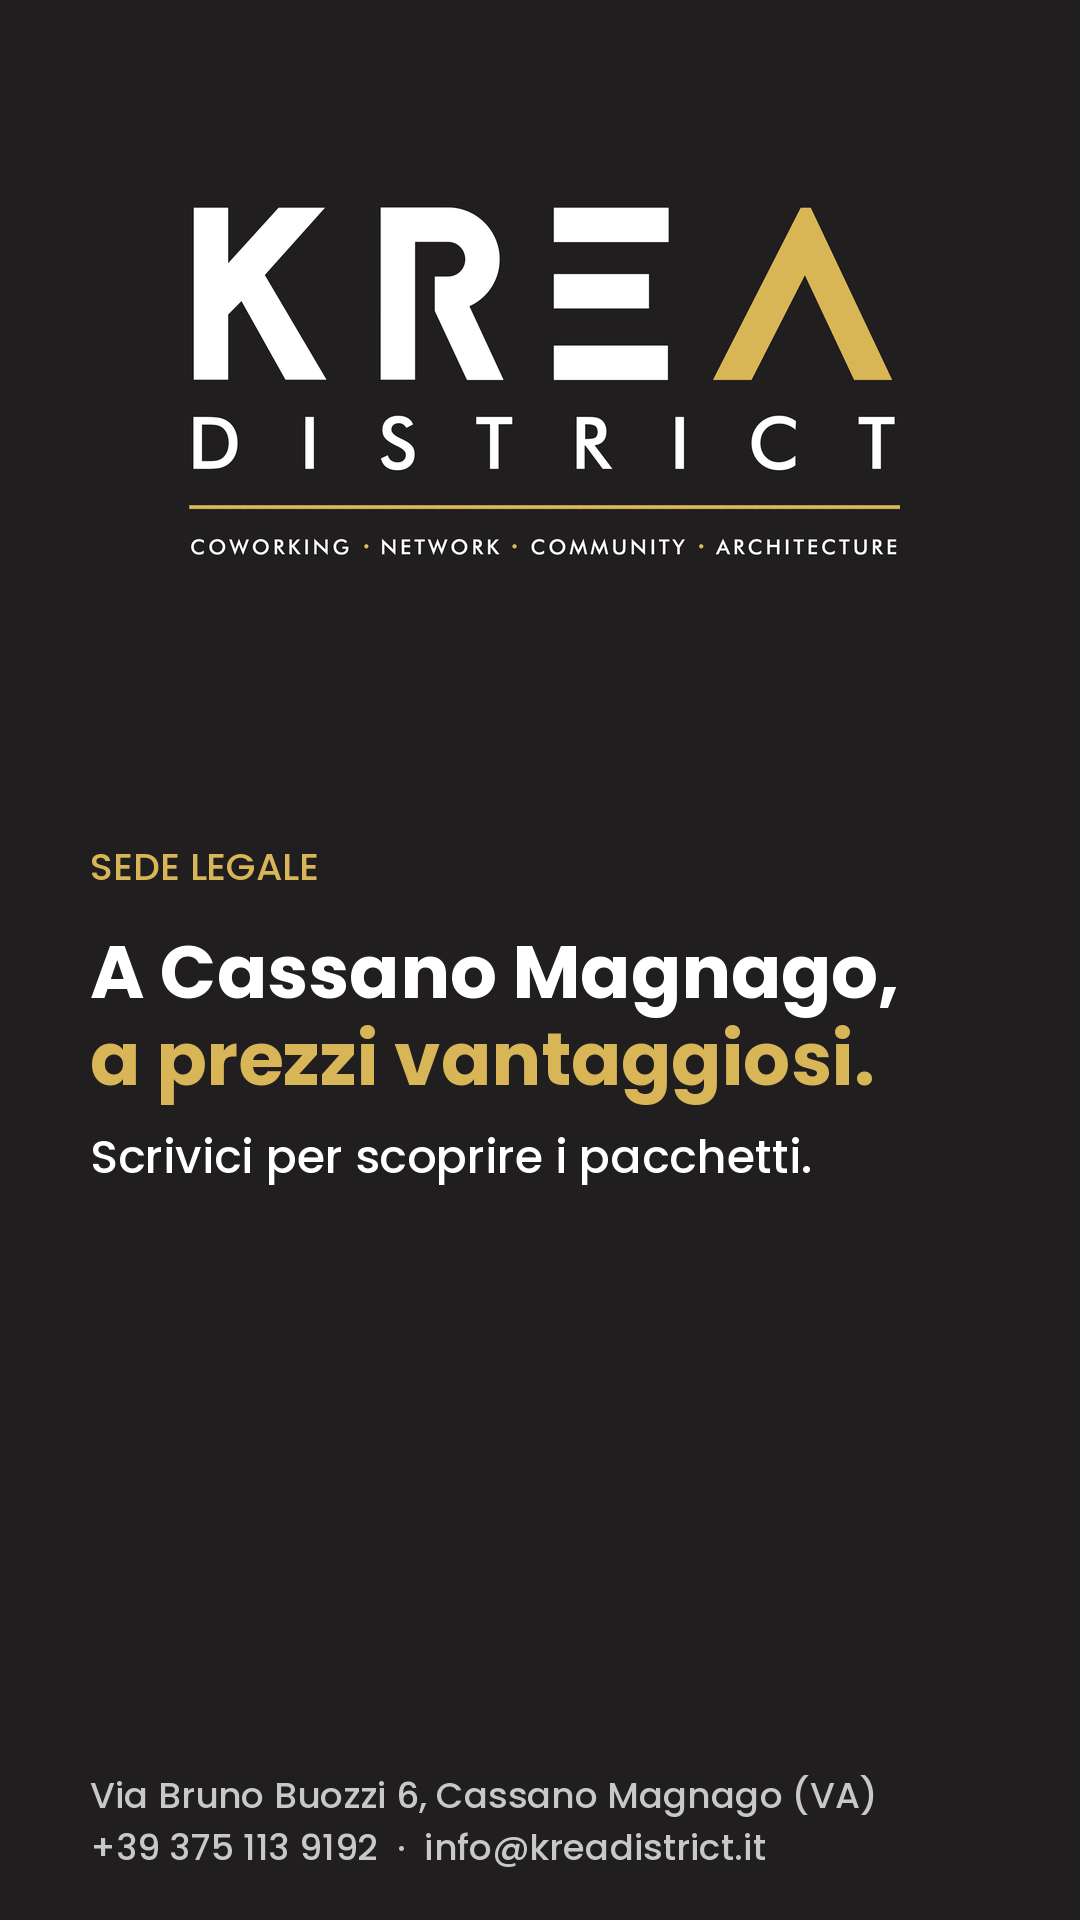 KREA
DISTRICT
COWORKING · NETWORK · COMMUNITY · ARCHITECTURE
SEDE LEGALE
A Cassano Magnago,
a prezzi vantaggiosi.
Scrivici per scoprire i pacchetti.
Via Bruno Buozzi 6, Cassano Magnago (VA)
+39 375 113 9192 · info@kreadistrict.it